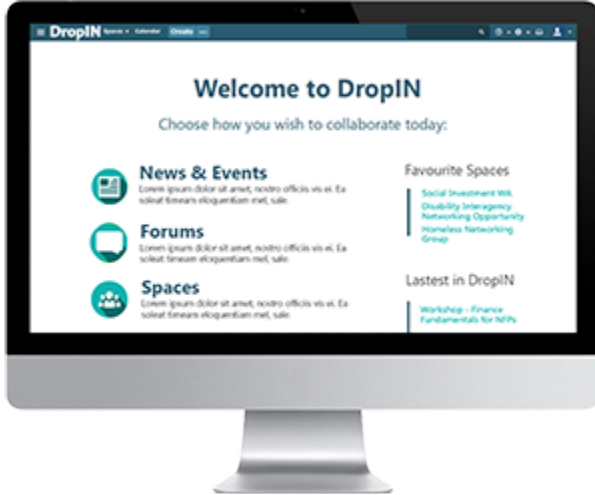 DropIN Spaces Calendar Create
Welcome to DropIN
Choose how you wish to collaborate today:
News & Events
Lorem ipsum dolor sit amet, nostro officiis vis ei. Ea
soleat timeam eloquentiam mel, sale.
Forums
Lorem ipsum dolor sit amet, nostro officiis vis ei. Ea
soleat timeam eloquentiam mel, sale.
Spaces
Lorem ipsum dolor sit amet, nostro officiis vis ei. Ea
soleat timeam eloquentiam mel, sale.
Favourite Spaces
Social Investment WA
Disability Interagency
Networking Opportunity
Homeless Networking
Group
Lastest in DropIN
Workshop - Finance
Fundamentals for NFPs